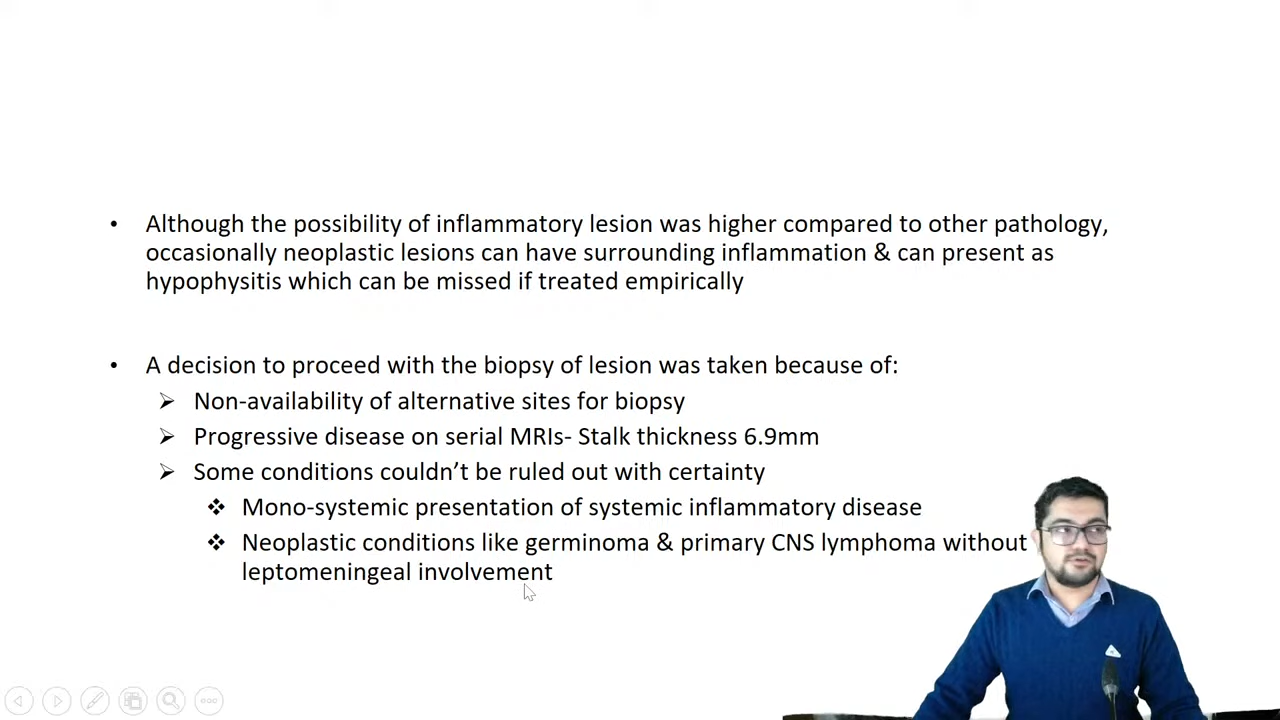 • Although the possibility of inflammatory lesion was higher compared to other pathology,
occasionally neoplastic lesions can have surrounding inflammation & can present as
hypophysitis which can be missed if treated empirically
• A decision to proceed with the biopsy of lesion was taken because of:
➢ Non-availability of alternative sites for biopsy
➢ Progressive disease on serial MRIs- Stalk thickness 6.9mm
➢ Some conditions couldn’t be ruled out with certainty
❖ Mono-systemic presentation of systemic inflammatory disease
❖ Neoplastic conditions like germinoma & primary CNS lymphoma without
leptomeningeal involvement